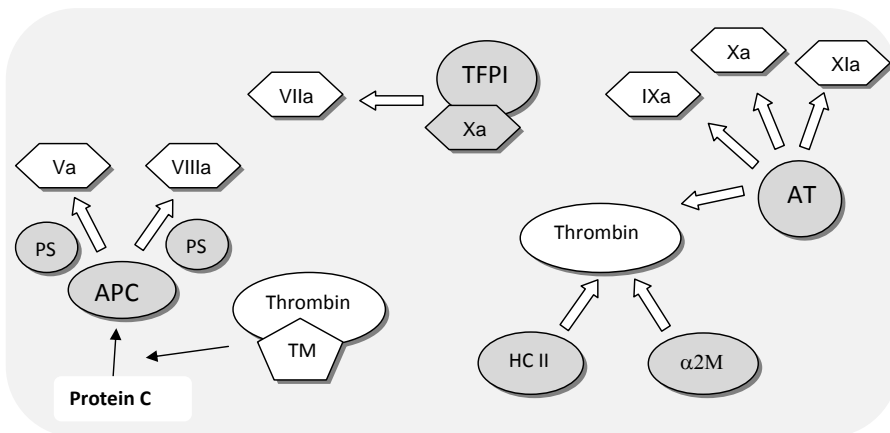 Xa
XIa
TFPI
IXa
VIIa
Xa
Va
VIIIa
AT
PS
PS
Thrombin
APC
Thrombin
TM
HC II
α2M
Protein C